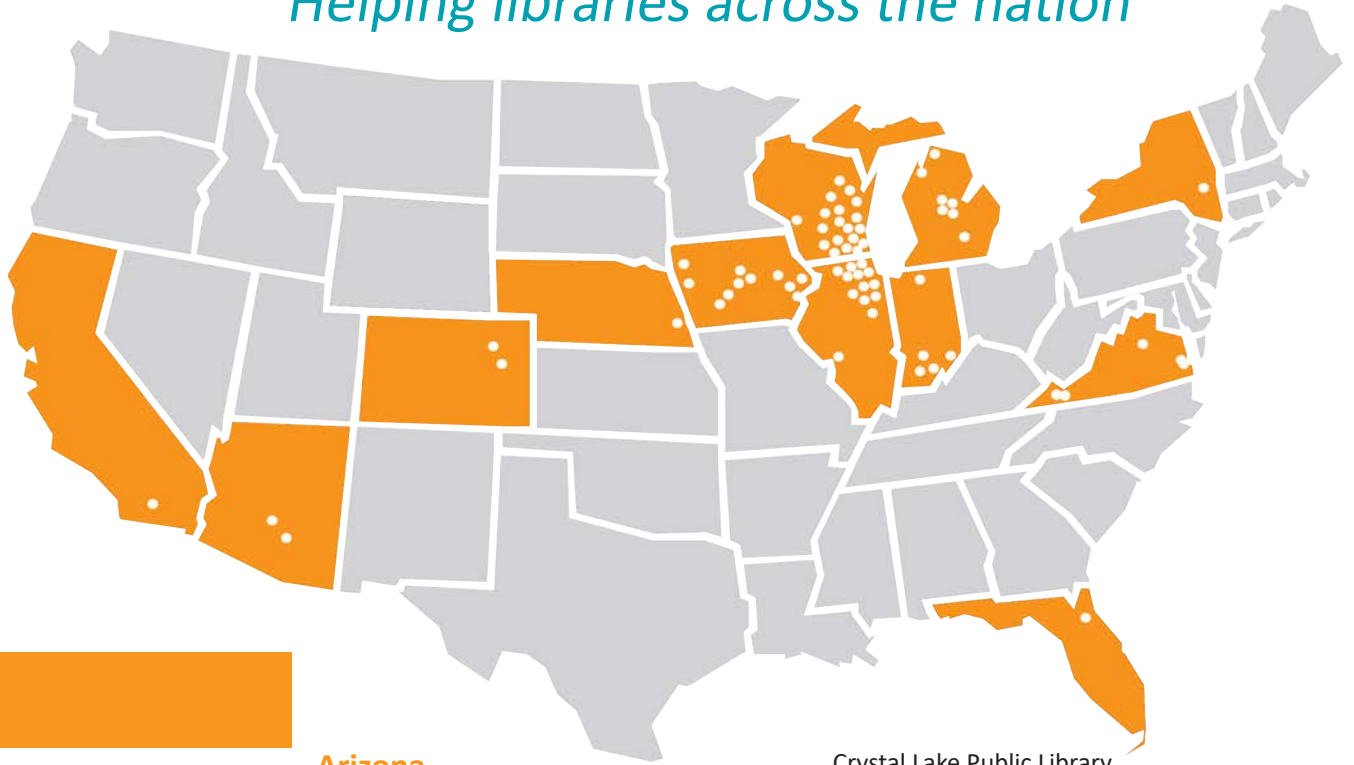 Helping libraries across the nation
Arizona
Crystal Lake Public Library